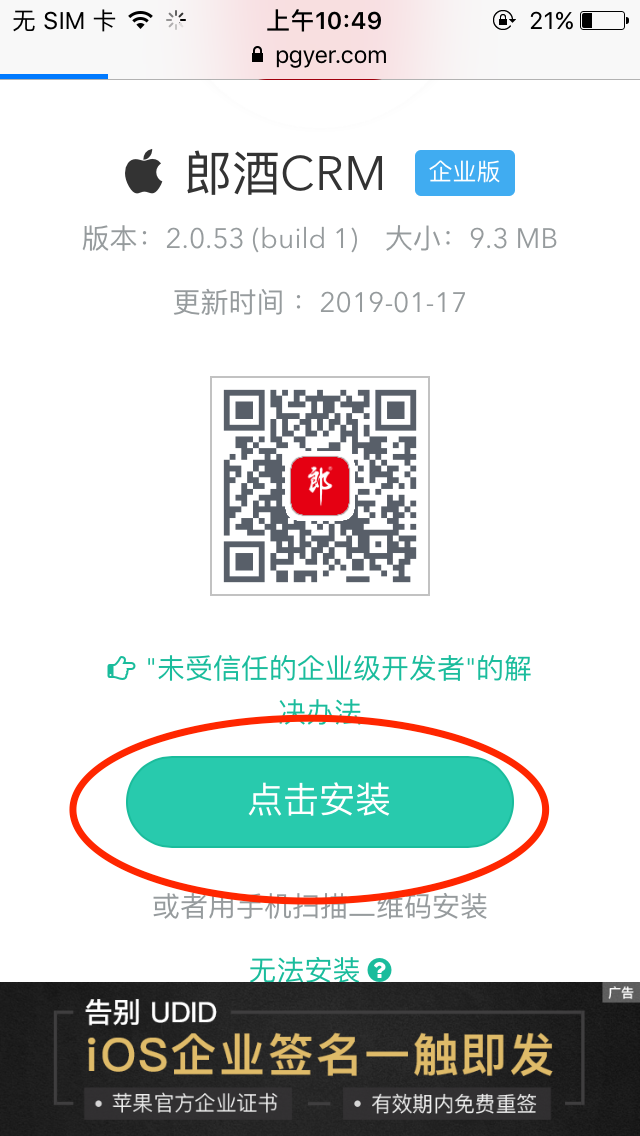 无 SIM 卡 上午10:49 21%
pgyer.com
郎酒CRM 企业版
版本：2.0.53 (build 1) 大小：9.3 MB
更新时间 ： 2019-01-17
郎
"未受信任的企业级开发者"的解
决办法
点击安装
或者用手机扫描二维码安装
无法安装 ?
广告
告别 UDID
iOS企业签名一触即发
• 苹果官方企业证书 • 有效期内免费重签